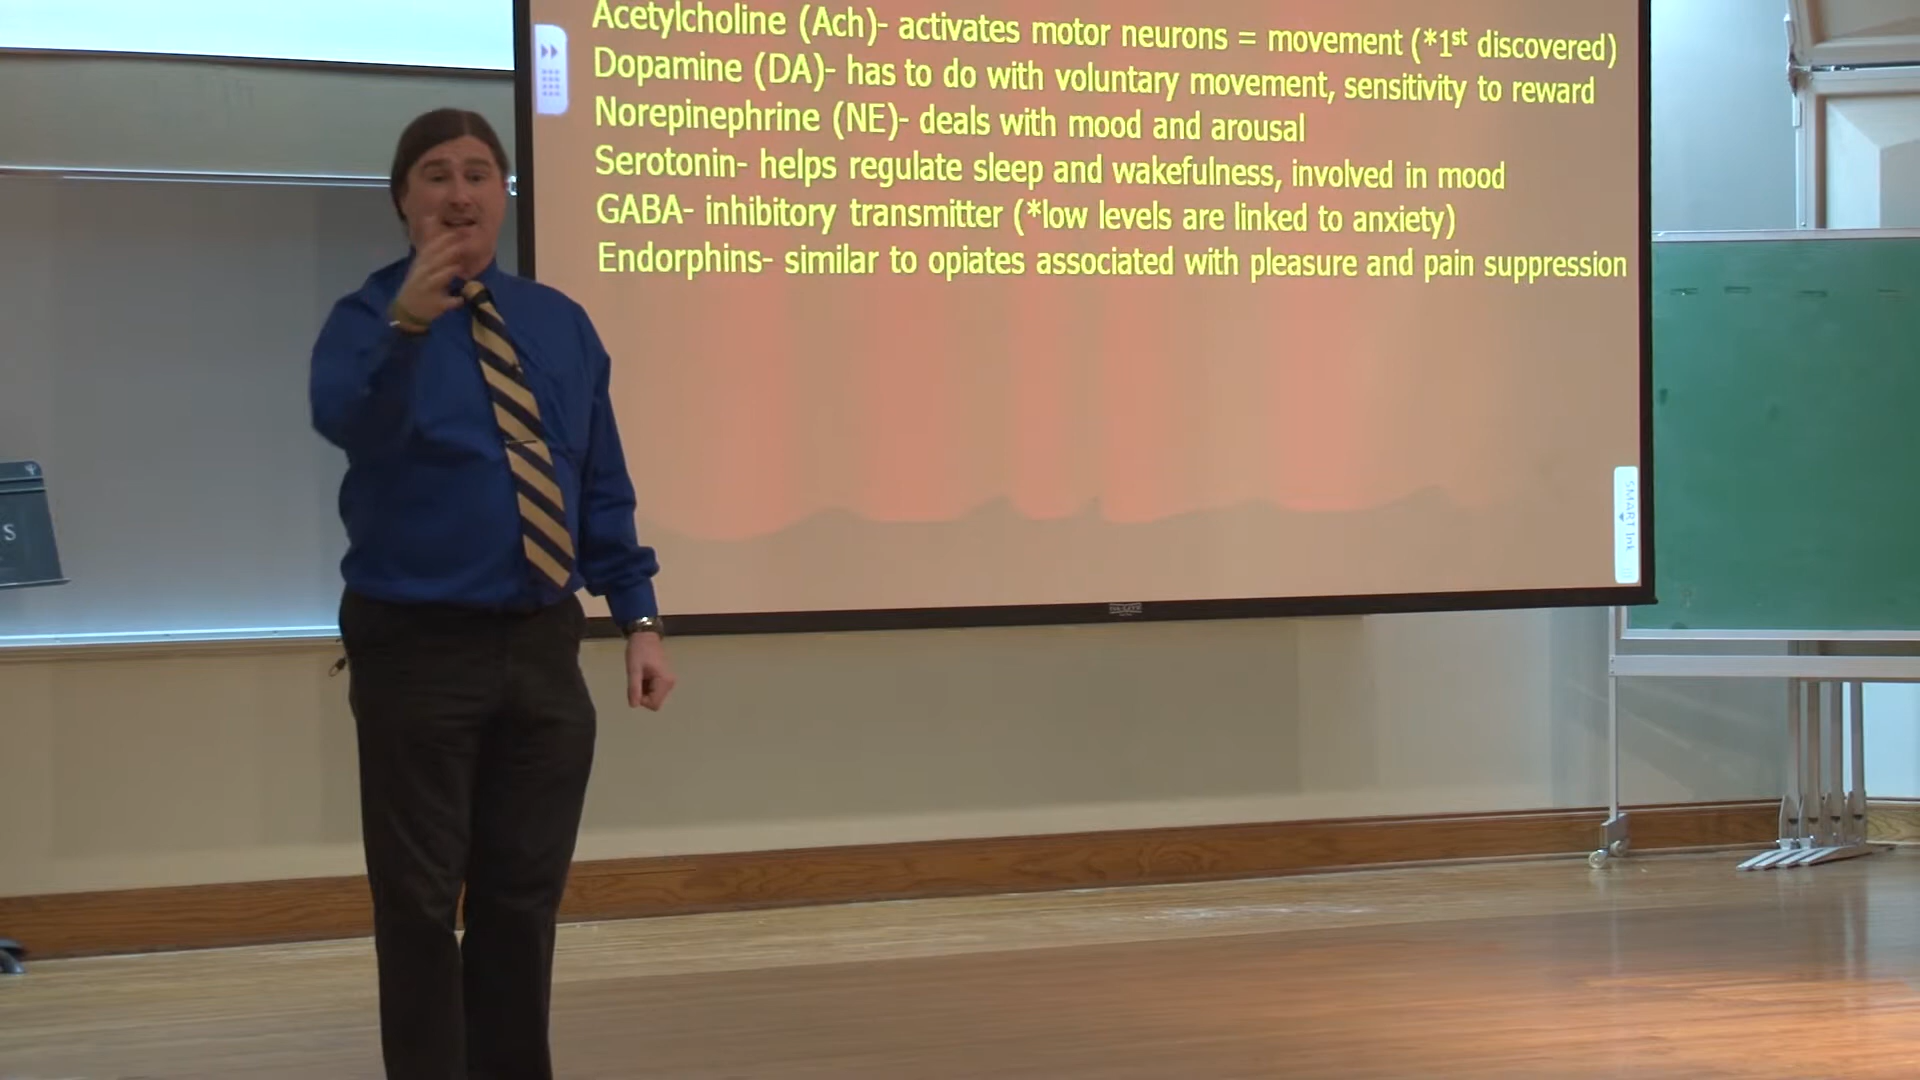 Acetylcholine (Ach)- activates motor neurons = movement (*1st discovered)
Dopamine (DA)- has to do with voluntary movement, sensitivity to reward
Norepinephrine (NE)- deals with mood and arousal
Serotonin- helps regulate sleep and wakefulness, involved in mood
GABA- inhibitory transmitter (*low levels are linked to anxiety)
Endorphins- similar to opiates associated with pleasure and pain suppression
SMART Ink
S